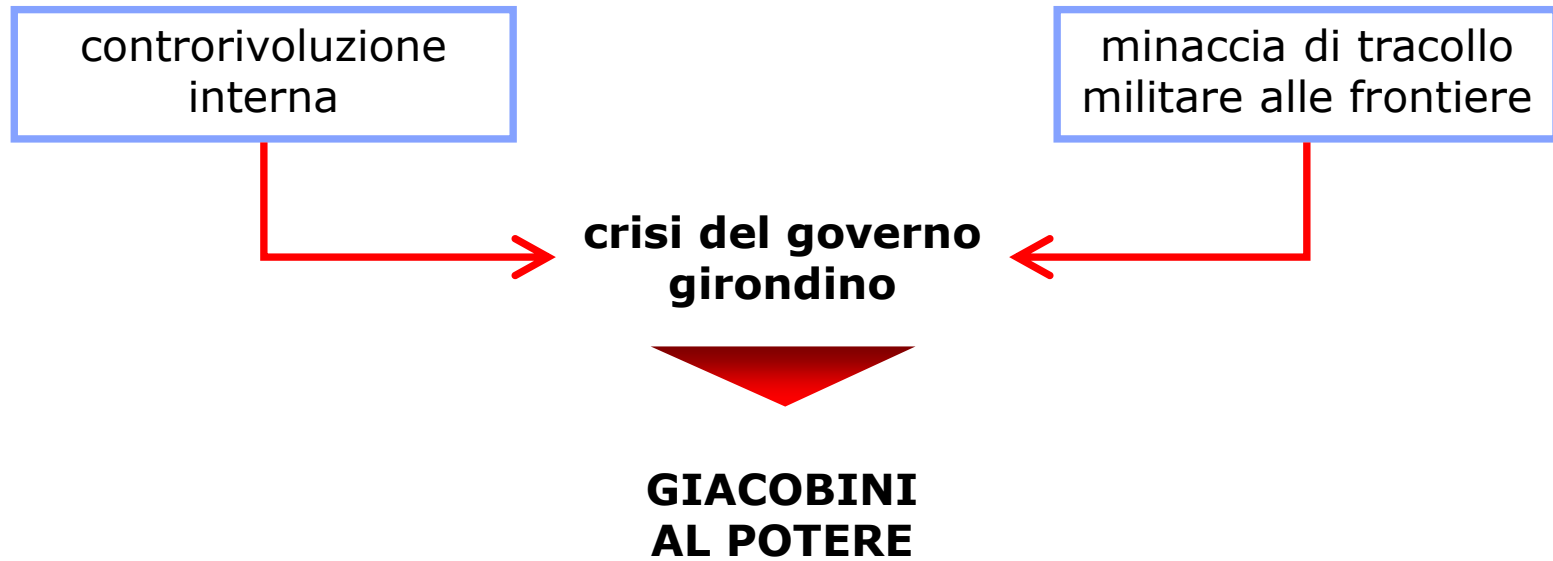 controrivoluzione
interna
minaccia di tracollo
militare alle frontiere
crisi del governo
girondino
GIACOBINI
AL POTERE